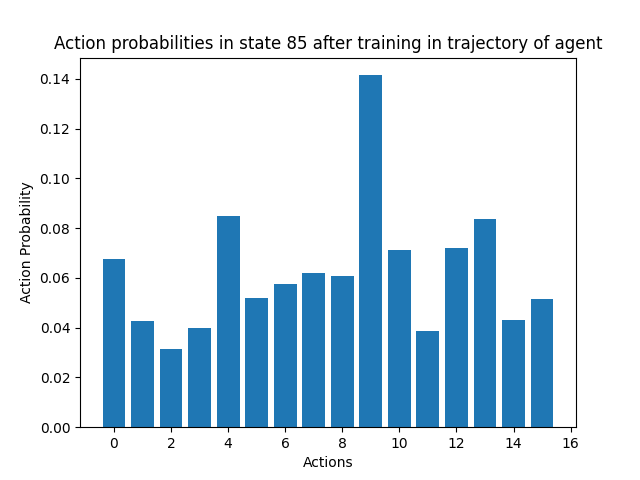 Action probabilities in state 85 after training in trajectory of agent
0.14
0.12
0.10
0.08
0.06
0.04
0.02
0.00
Action Probability
0 2 4 6 8 10 12 14 16
Actions